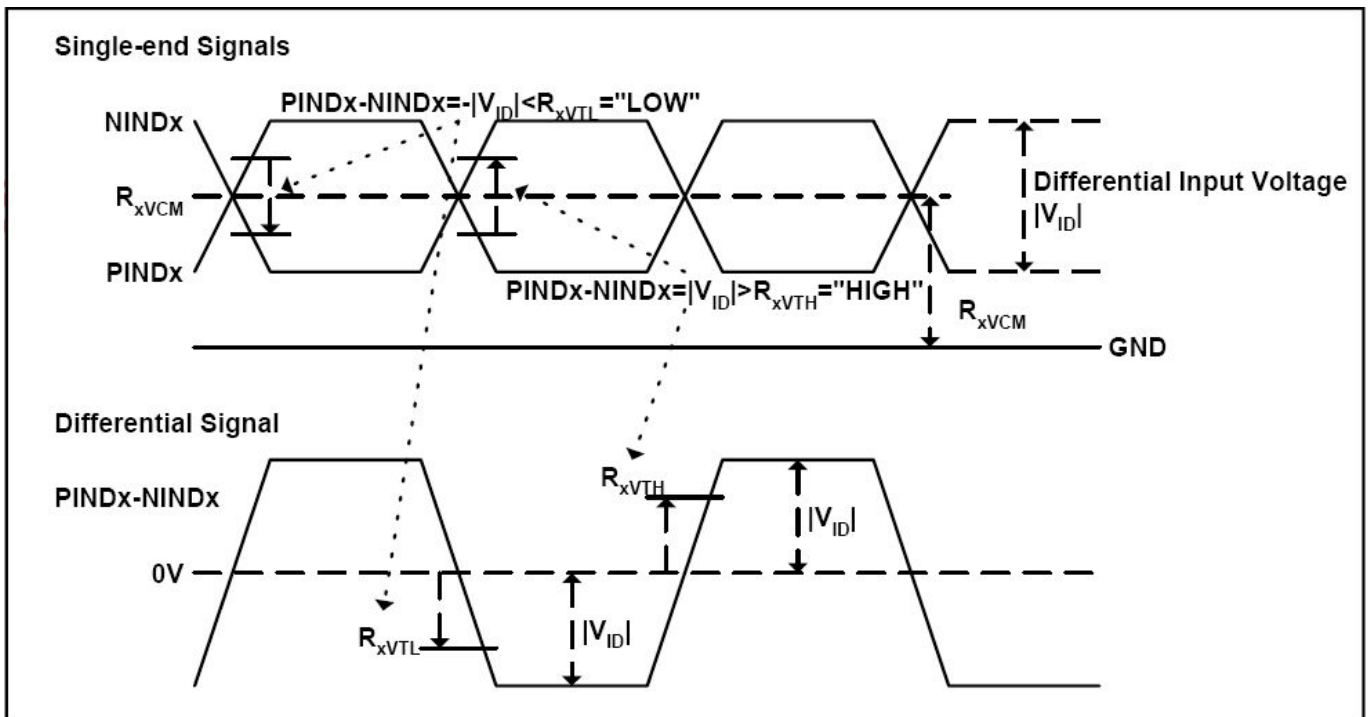 Single-end Signals
PINDx-NINDx=-|VID|<RxVTL="LOW"
NINDx
RxVCM
Differential Input Voltage
|VID|
PINDx
PINDx-NINDx=|VID|>RxVTH="HIGH"
RxVCM
GND
Differential Signal
RxVTH
PINDx-NINDx
|VID|
0V
RxVTL
|VID|